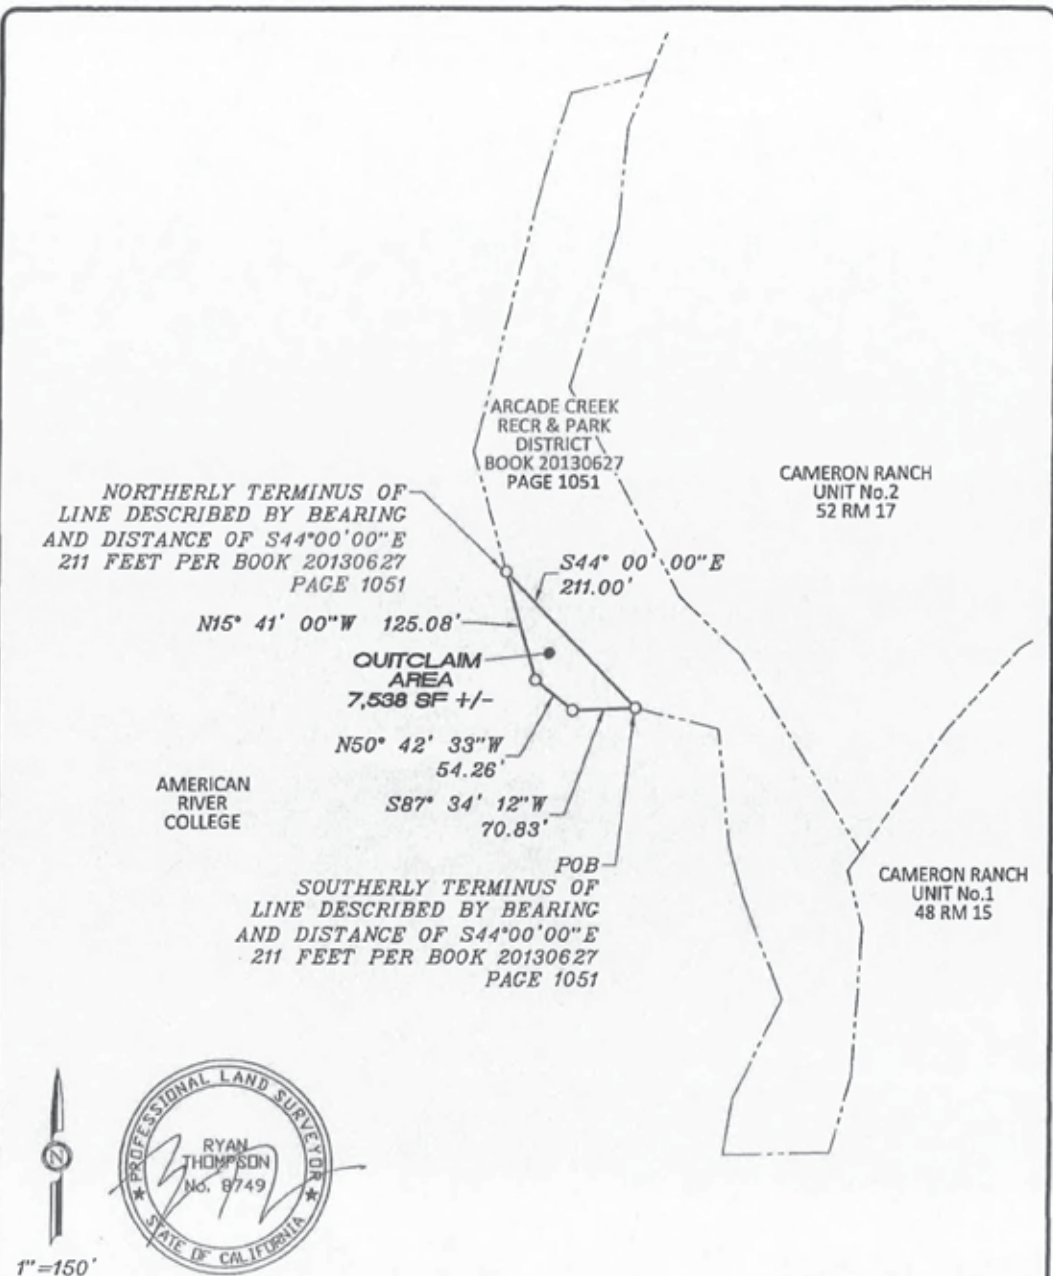 ARCADE CREEK
RECR & PARK
DISTRICT
BOOK 20130627
PAGE 1051
CAMERON RANCH
UNIT No.2
52 RM 17
NORTHERLY TERMINUS OF
LINE DESCRIBED BY BEARING
AND DISTANCE OF S44°00'00"E
211 FEET PER BOOK 20130627
PAGE 1051
S44° 00' 00"E
211.00'
N15° 41' 00"W 125.08'
QUITCLAIM
AREA
7,538 SF +/-
N50° 42' 33"W
54.26'
AMERICAN
RIVER
COLLEGE
S87° 34' 12"W
70.83'
POB
SOUTHERLY TERMINUS OF
LINE DESCRIBED BY BEARING
AND DISTANCE OF S44°00'00"E
211 FEET PER BOOK 20130627
PAGE 1051
CAMERON RANCH
UNIT No.1
48 RM 15
N
1"=150'
PROFESSIONAL LAND SURVEYOR
RYAN
THOMPSON
No. 8749
STATE OF CALIFORNIA